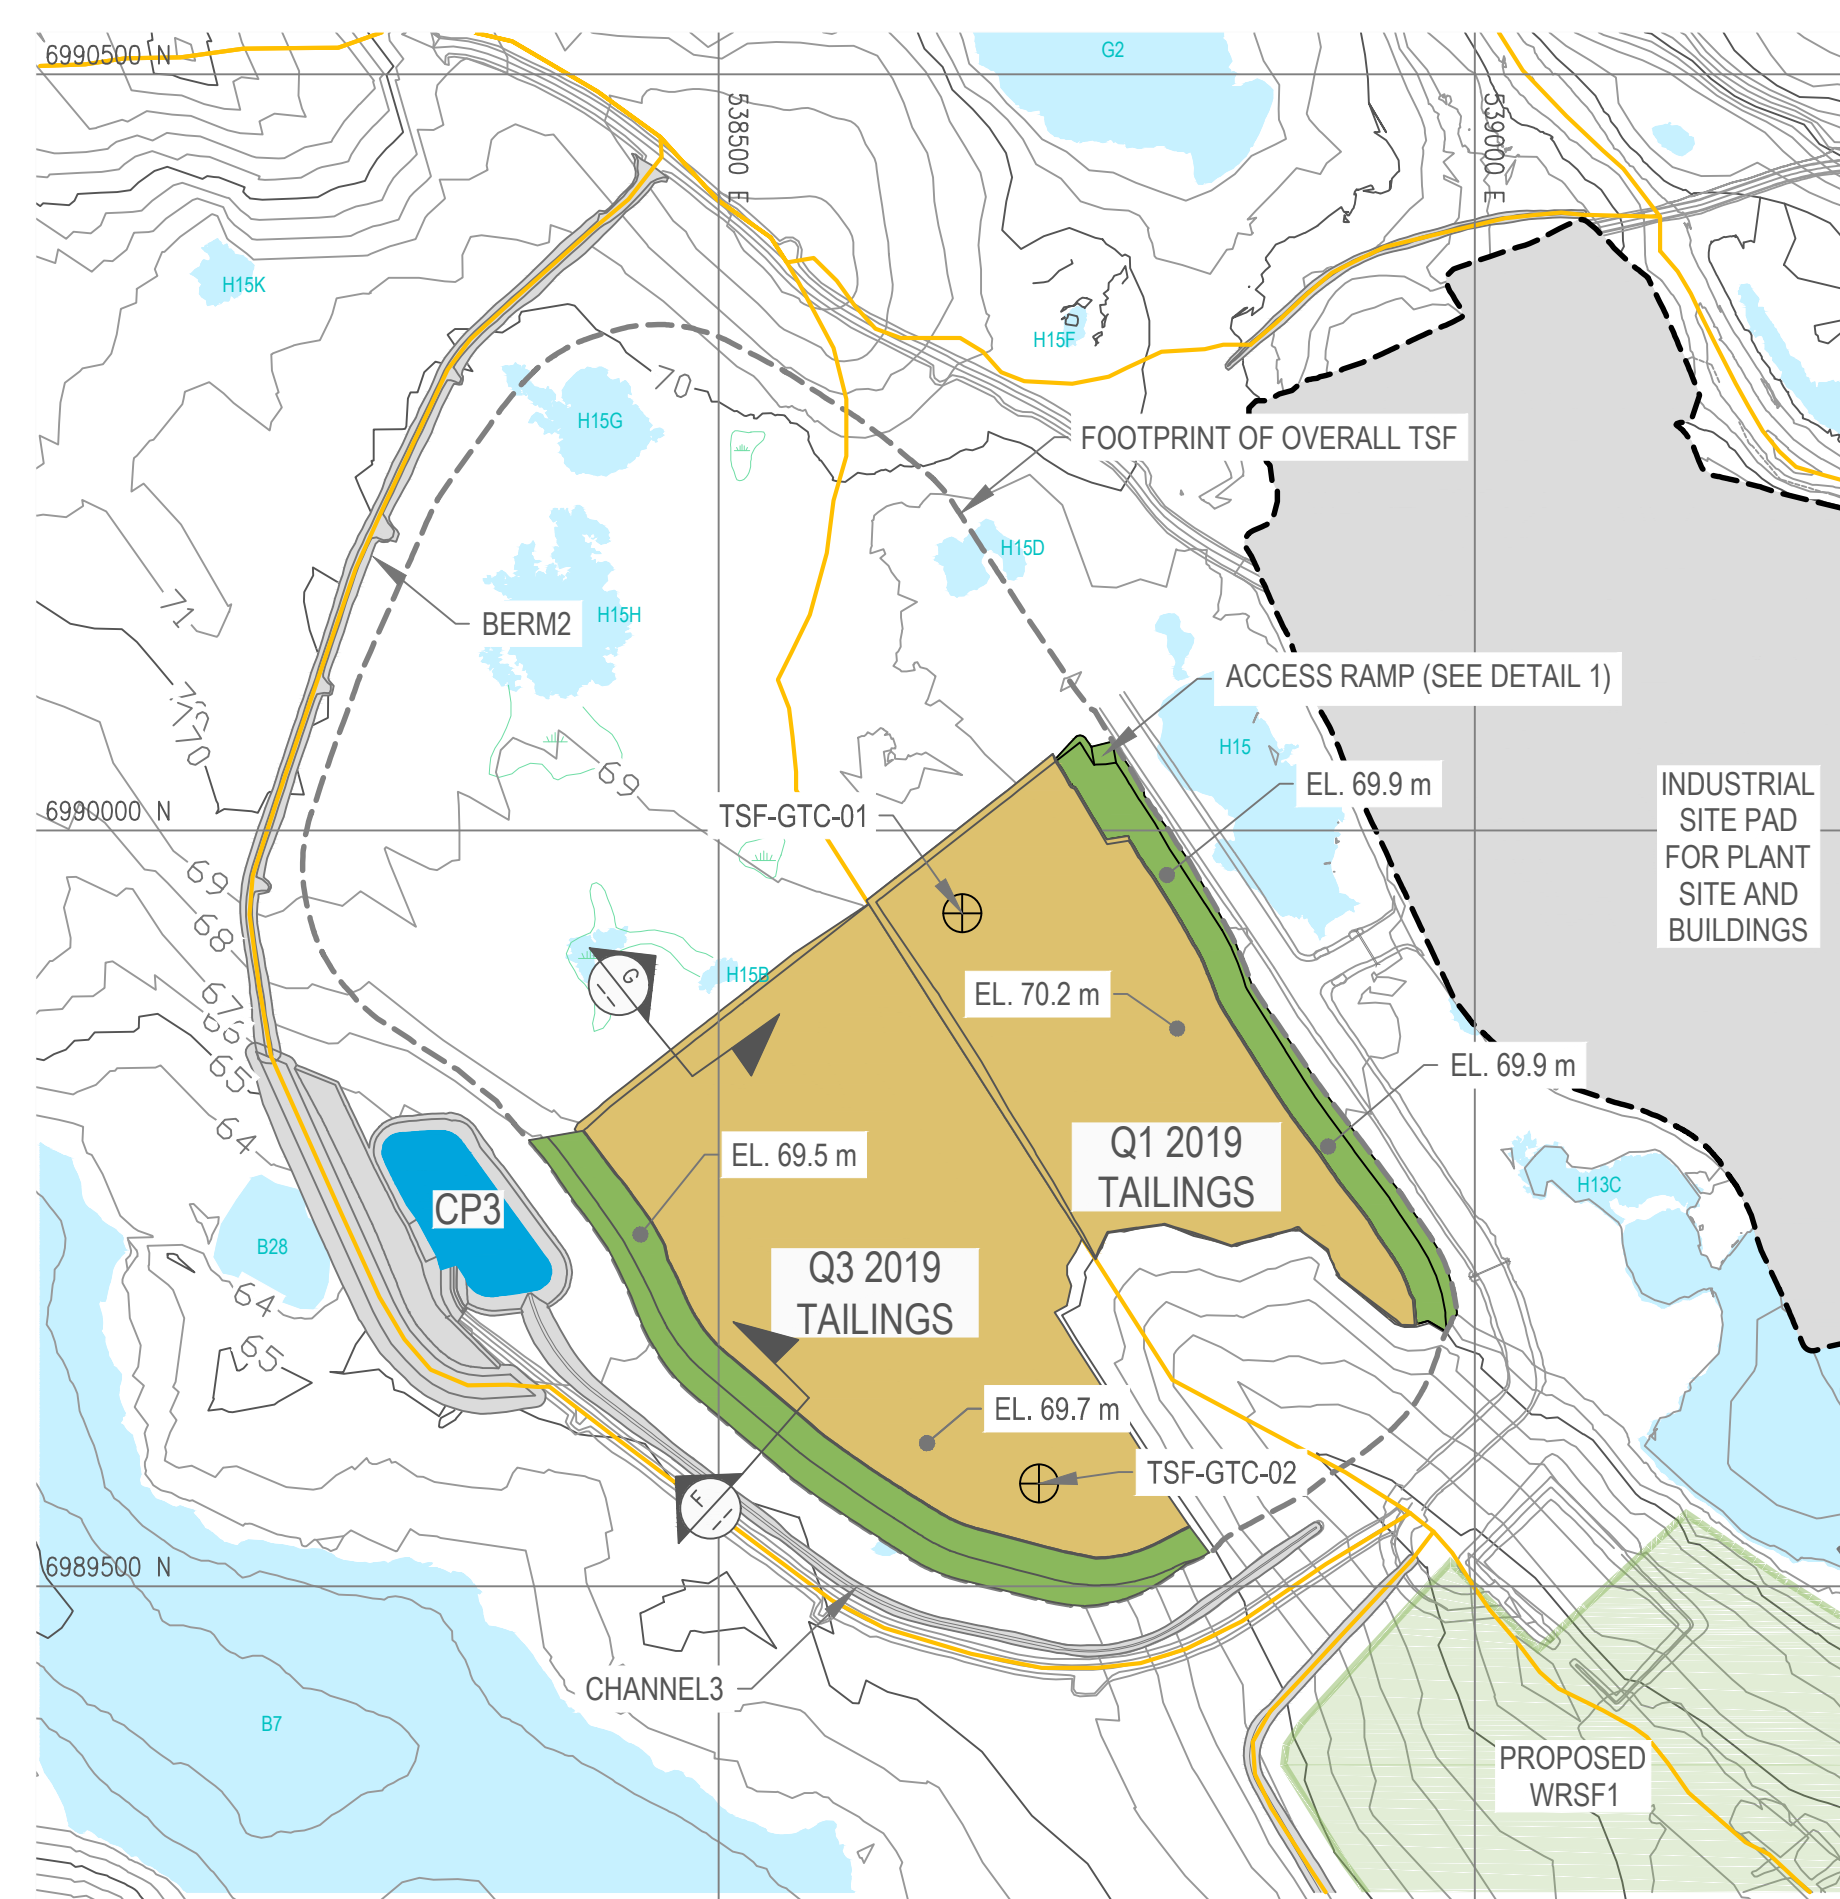 6990500 N
G2
538500 E
539000 E
H15K
H15F
70
H15G
FOOTPRINT OF OVERALL TSF
H15D
71
H15H
BERM2
ACCESS RAMP (SEE DETAIL 1)
70
H15
69
EL. 69.9 m
INDUSTRIAL
SITE PAD
FOR PLANT
SITE AND
BUILDINGS
6990000 N
TSF-GTC-01
69
68
H15B
G
EL. 70.2 m
67
66
65
EL. 69.9 m
64
Q1 2019
TAILINGS
EL. 69.5 m
H13C
CP3
B28
Q3 2019
TAILINGS
64
65
EL. 69.7 m
TSF-GTC-02
F
6989500 N
CHANNEL3
B7
PROPOSED
WRSF1